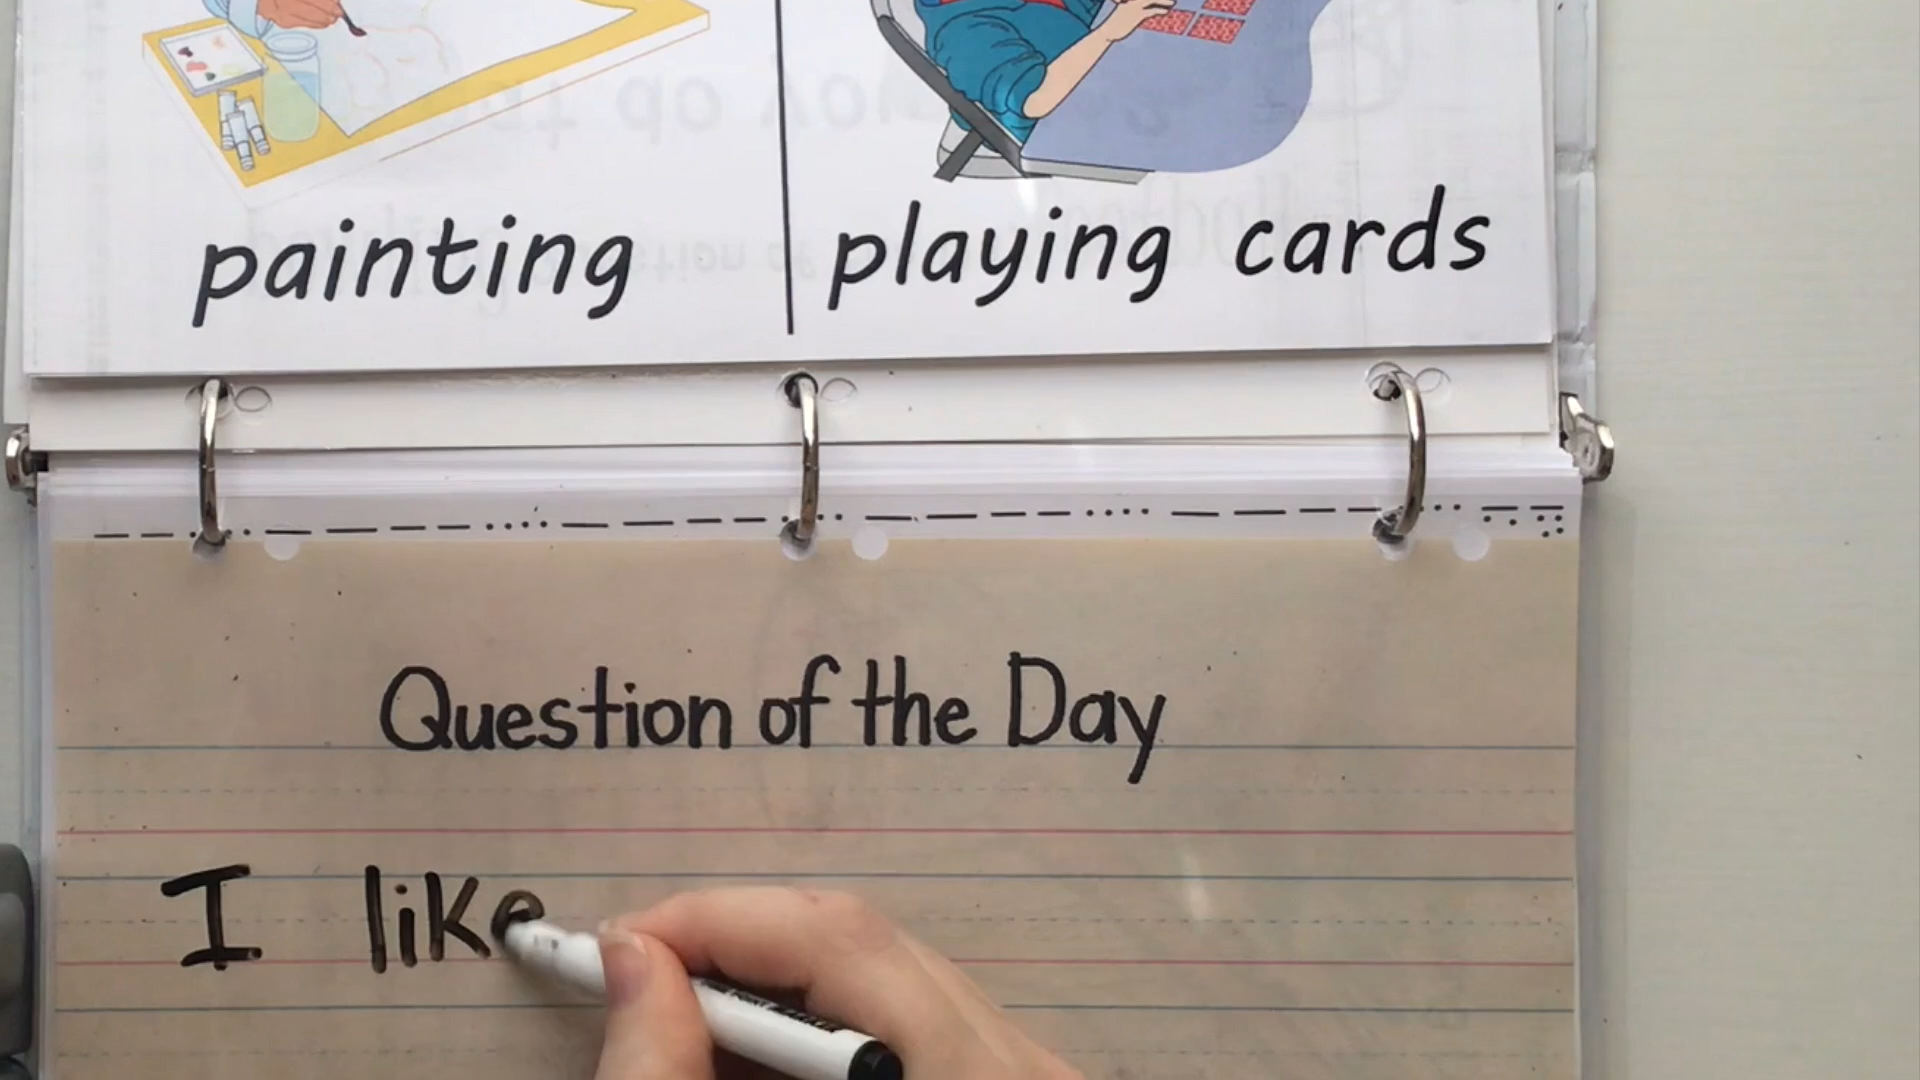 painting
playing cards
Question of the Day
I like